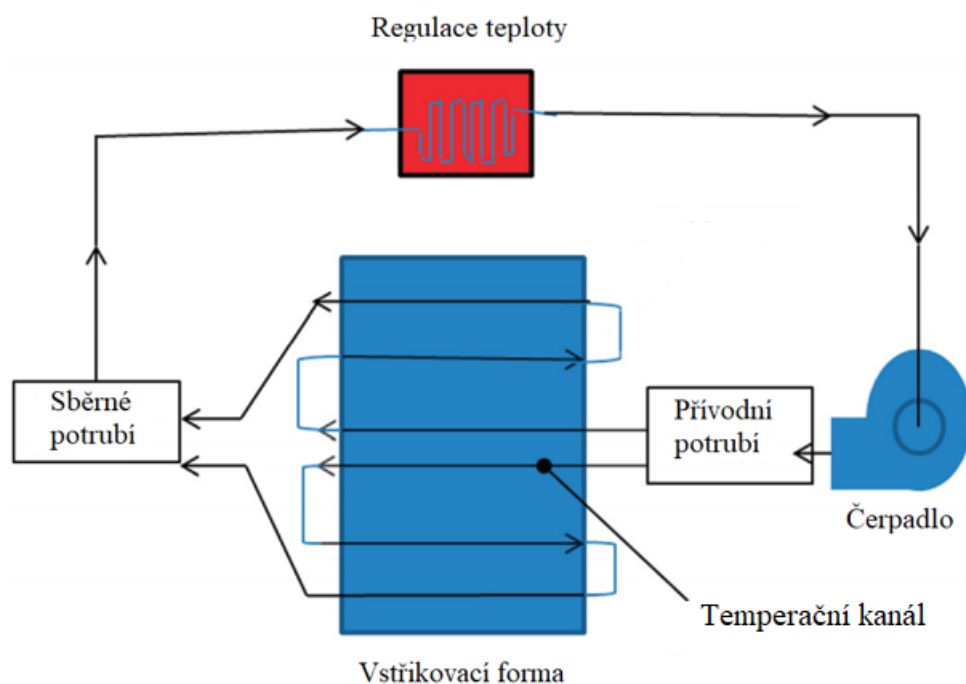 Regulace teploty
Sběrné
potrubí
Přívodní
potrubí
Čerpadlo
Temperační kanál
Vstřikovací forma